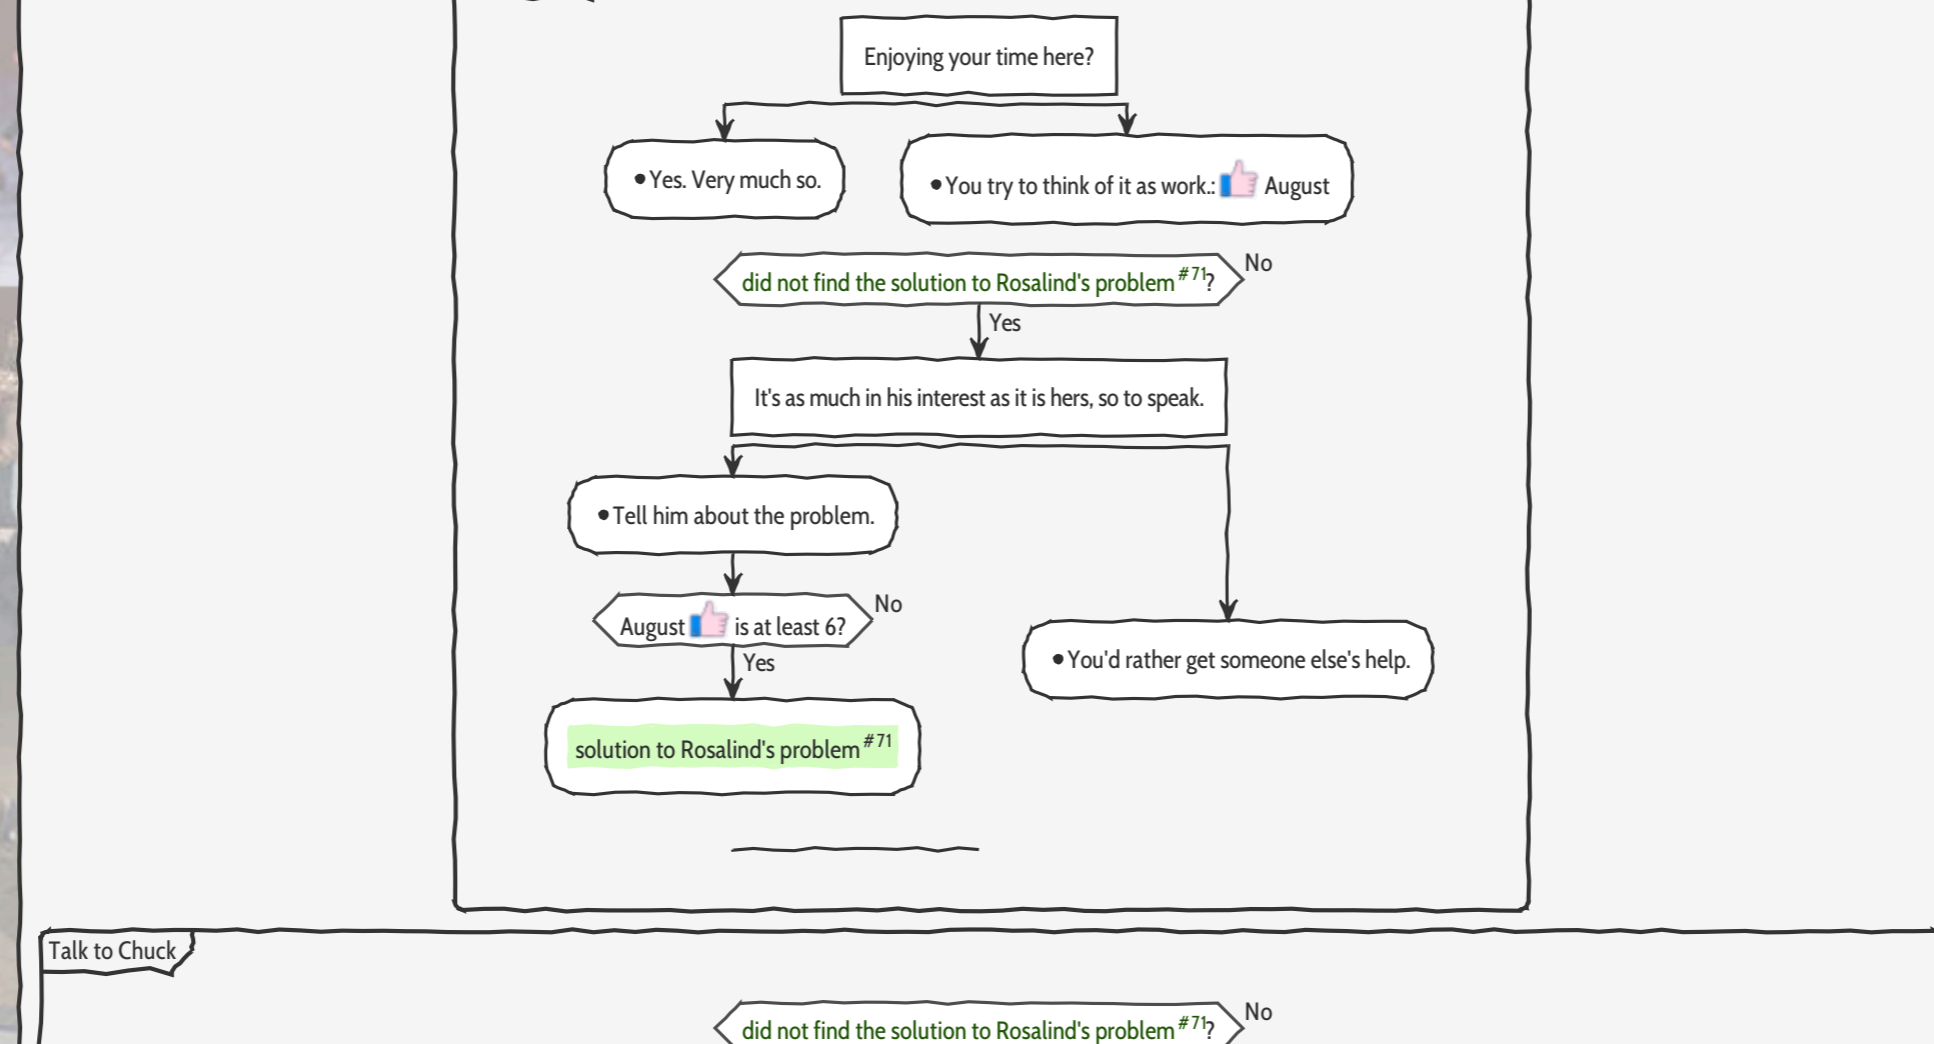 Enjoying your time here?
•Yes. Very much so.
•You try to think of it as work.: August
did not find the solution to Rosalind's problem #71?
No
Yes
It's as much in his interest as it is hers, so to speak.
•Tell him about the problem.
August is at least 6?
No
Yes
•You'd rather get someone else's help.
solution to Rosalind's problem #71
Talk to Chuck
did not find the solution to Rosalind's problem #71?
No